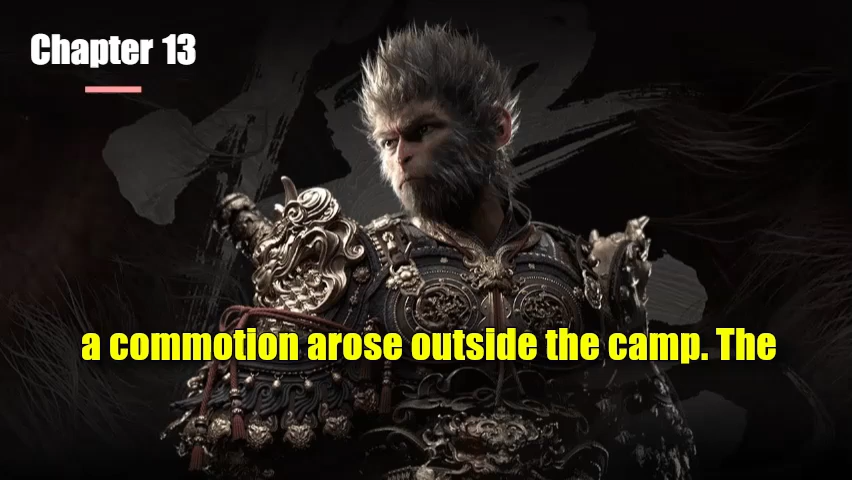 Chapter 13
a commotion arose outside the camp. The